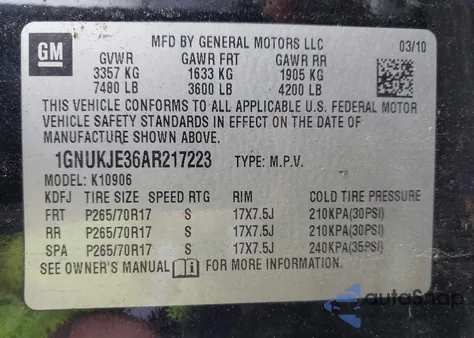 GM
MFD BY GENERAL MOTORS LLC 03/10
GVWR GAWR FRT GAWR RR
3357 KG 1633 KG 1905 KG
7400 LB 3600 LB 4200 LB
THIS VEHICLE CONFORMS TO ALL APPLICABLE U.S. FEDERAL MOTOR
VEHICLE SAFETY STANDARDS IN EFFECT ON THE DATE OF
MANUFACTURE SHOWN ABOVE.
1GNUKJE36AR217223 TYPE: M.P.V.
MODEL: K10906
KDFJ TIRE SIZE SPEED RTG RIM COLD TIRE PRESSURE
FRT P265/70R17 S 17X7.5J 210KPA(30PSI)
RR P265/70R17 S 17X7.5J 210KPA(30PSI)
SPA P265/70R17 S 17X7.5J 240KPA(35PSI)
SEE OWNER'S MANUAL FOR MORE INFORMATION.
autoSnap